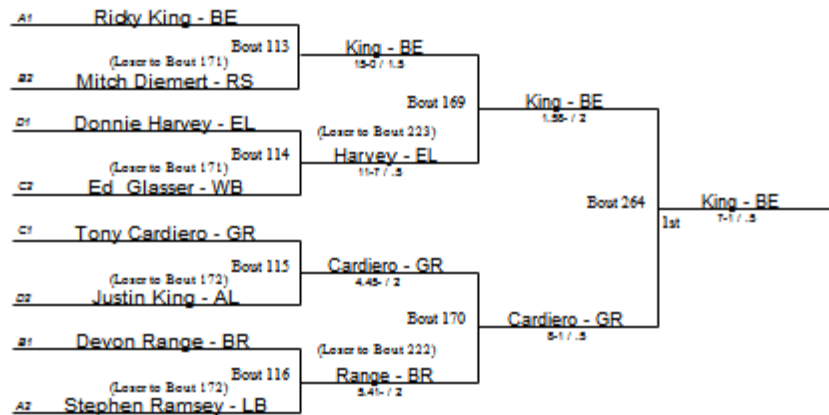 A1 Ricky King - BE
Bout 113 King - BE
(Loser to Bout 171) 15-0 / 1.5
B2 Mitch Diemert - RS
Bout 169 King - BE
1.58- / 2
D1 Donnie Harvey - EL
(Loser to Bout 223)
Bout 114 Harvey - EL
(Loser to Bout 171) 11-7 / .5
C2 Ed Glasser - WB
Bout 264 King - BE
1st 7-1 / .5
C1 Tony Cardiero - GR
Bout 115 Cardiero - GR
(Loser to Bout 172) 4.45- / 2
D2 Justin King - AL
Bout 170 Cardiero - GR
/ .5
B1 Devon Range - BR
(Loser to Bout 222)
Bout 116 Range - BR
(Loser to Bout 172) / 2
A2 Stephen Ramsey - LB